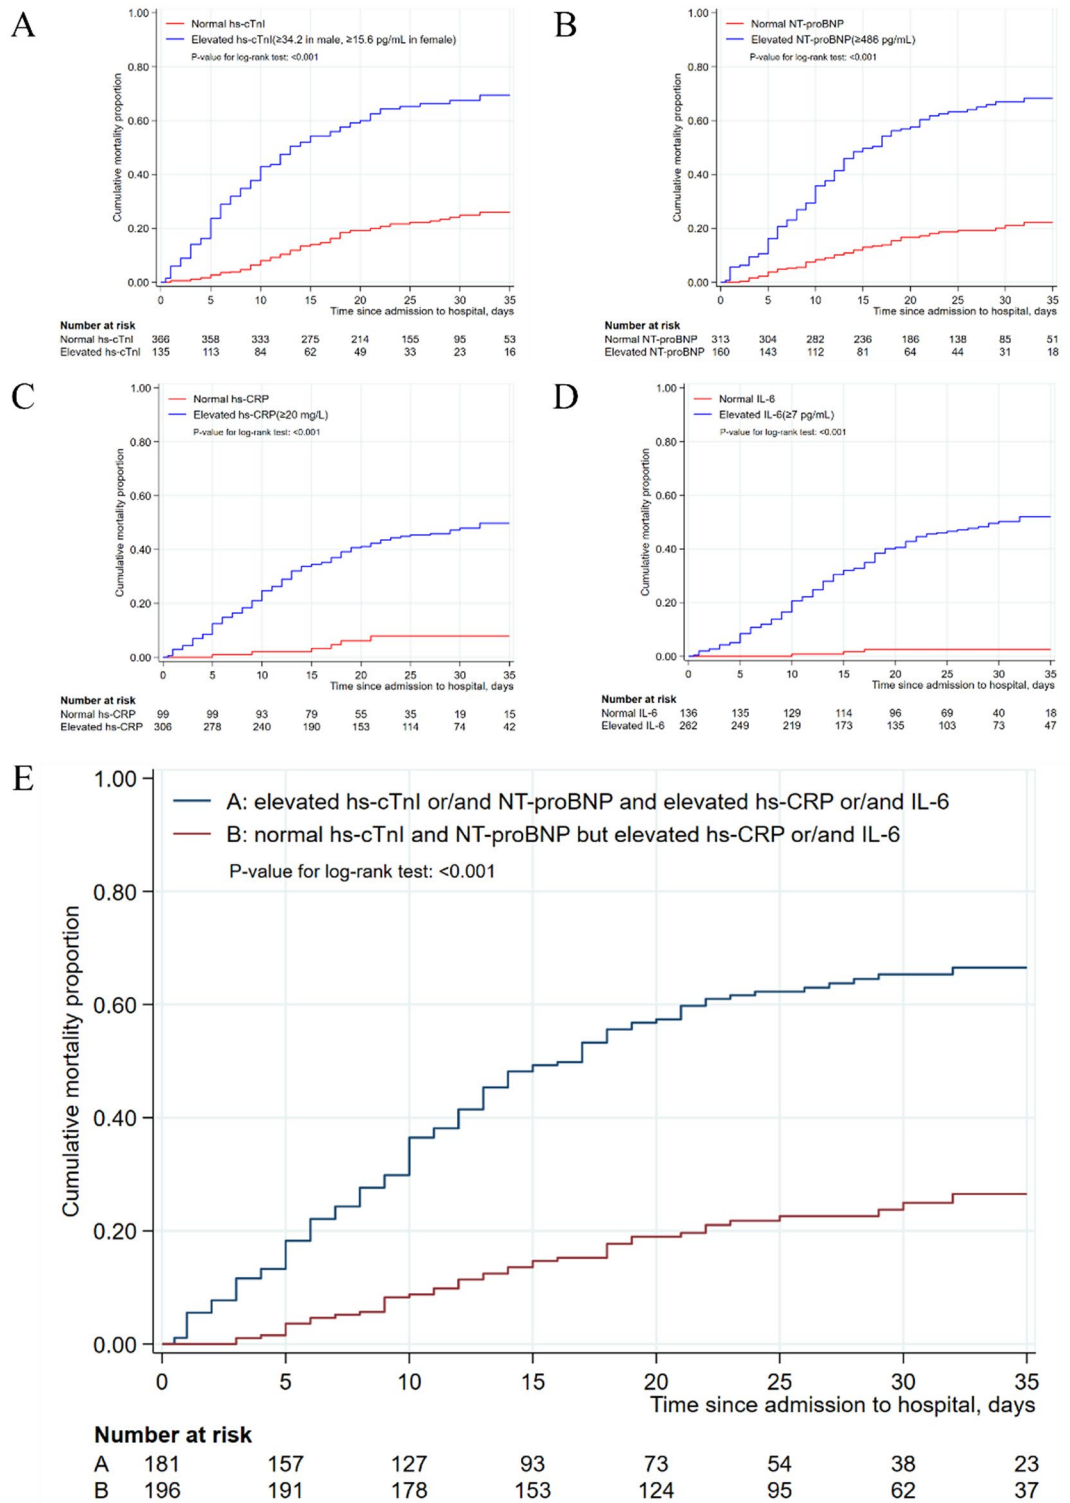 A
Normal hs-cTnI
Elevated hs-cTnI(≥34.2 in male, ≥15.6 pg/mL in female)
P-value for log-rank test: <0.001
Cumulative mortality proportion
1.00
0.80
0.60
0.40
0.20
0.00
0 5 10 15 20 25 30 35
Time since admission to hospital, days
Number at risk
Normal hs-cTnI 366 358 333 275 214 155 95 53
Elevated hs-cTnI 135 113 84 62 49 33 23 16
B
Normal NT-proBNP
Elevated NT-proBNP(≥486 pg/mL)
P-value for log-rank test: <0.001
Cumulative mortality proportion
1.00
0.80
0.60
0.40
0.20
0.00
0 5 10 15 20 25 30 35
Time since admission to hospital, days
Number at risk
Normal NT-proBNP 313 304 282 236 186 138 85 51
Elevated NT-proBNP 160 143 112 81 64 44 31 18
C
Normal hs-CRP
Elevated hs-CRP(≥20 mg/L)
P-value for log-rank test: <0.001
Cumulative mortality proportion
1.00
0.80
0.60
0.40
0.20
0.00
0 5 10 15 20 25 30 35
Time since admission to hospital, days
Number at risk
Normal hs-CRP 99 99 93 79 55 35 19 15
Elevated hs-CRP 306 278 240 190 153 114 74 42
D
Normal IL-6
Elevated IL-6(≥7 pg/mL)
P-value for log-rank test: <0.001
Cumulative mortality proportion
1.00
0.80
0.60
0.40
0.20
0.00
0 5 10 15 20 25 30 35
Time since admission to hospital, days
Number at risk
Normal IL-6 136 135 129 114 96 69 40 18
Elevated IL-6 262 249 219 173 135 103 73 47
E
A: elevated hs-cTnI or/and NT-proBNP and elevated hs-CRP or/and IL-6
B: normal hs-cTnI and NT-proBNP but elevated hs-CRP or/and IL-6
P-value for log-rank test: <0.001
Cumulative mortality proportion
1.00
0.80
0.60
0.40
0.20
0.00
0 5 10 15 20 25 30 35
Time since admission to hospital, days
Number at risk
A 181 157 127 93 73 54 38 23
B 196 191 178 153 124 95 62 37